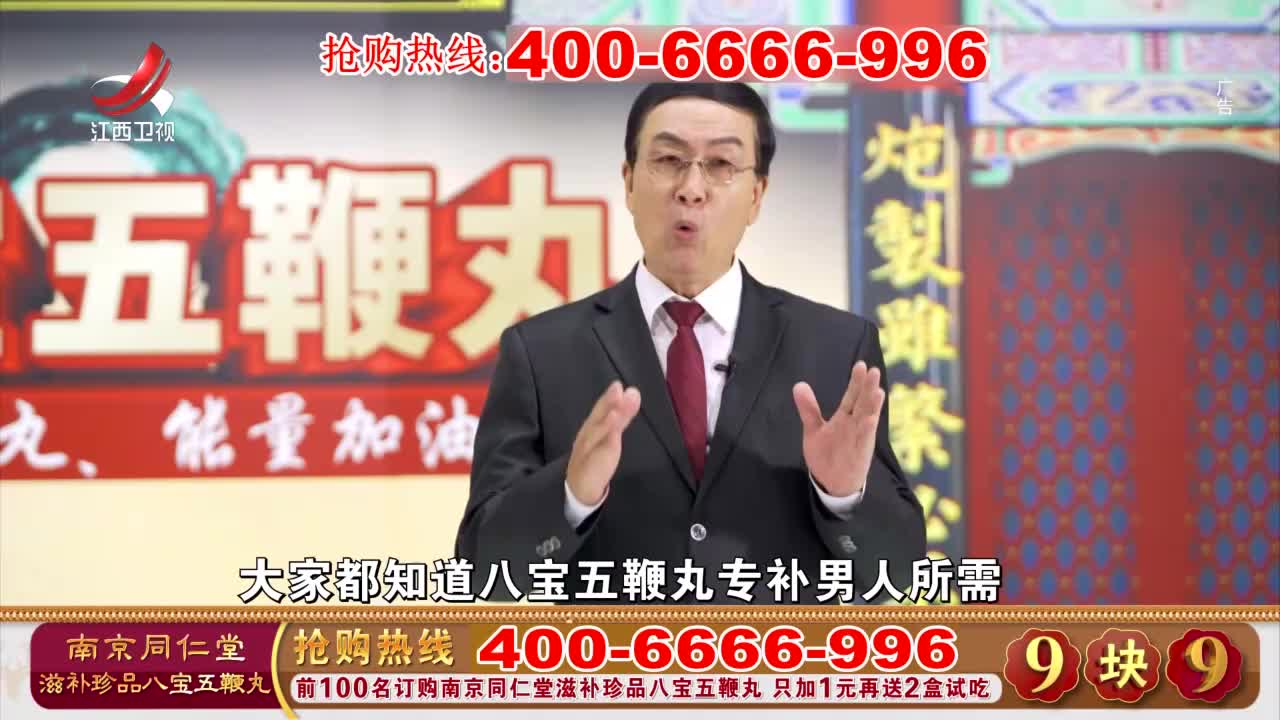 抢购热线:400-6666-996
江西卫视
广告
五鞭丸
丸、能量加油
炮製雖繁必
大家都知道八宝五鞭丸专补男人所需
南京同仁堂
滋补珍品八宝五鞭丸
抢购热线 400-6666-996
前100名订购南京同仁堂滋补珍品八宝五鞭丸 只加1元再送2盒试吃
9块9